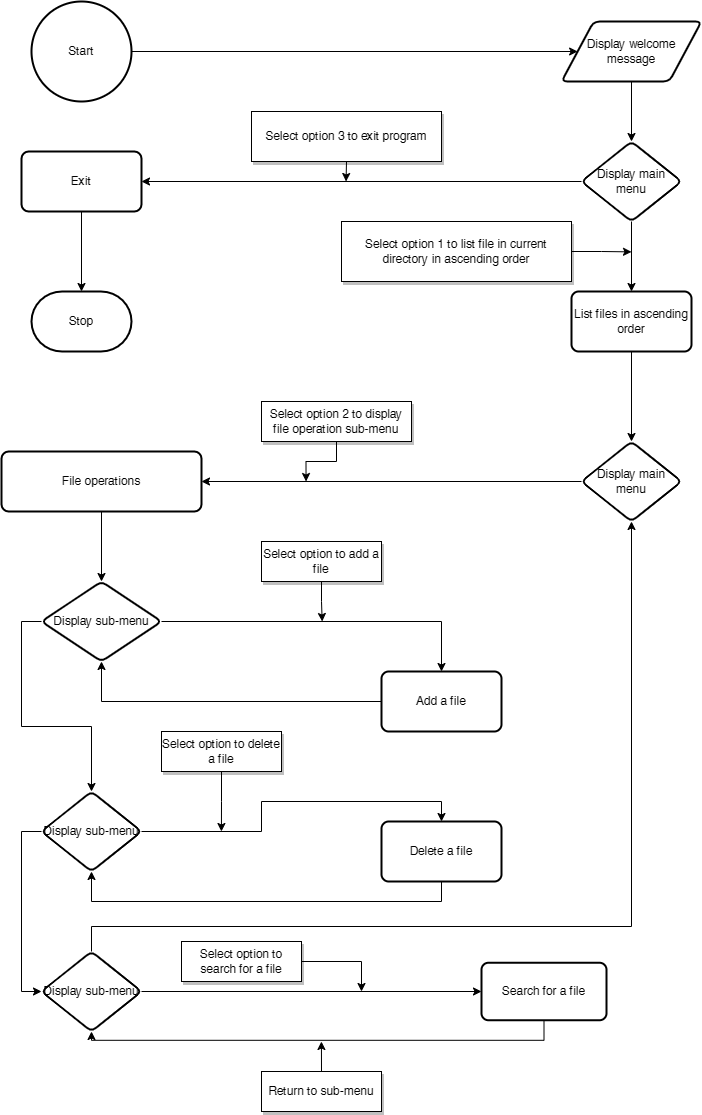 Start
Display welcome
message
Select option 3 to exit program
Exit
Display main
menu
Select option 1 to list file in current
directory in ascending order
Stop
List files in ascending
order
Select option 2 to display
file operation sub-menu
File operations
Display main
menu
Select option to add a
file
Display sub-menu
Add a file
Select option to delete
a file
Display sub-menu
Delete a file
Select option to
search for a file
Display sub-menu
Search for a file
Return to sub-menu